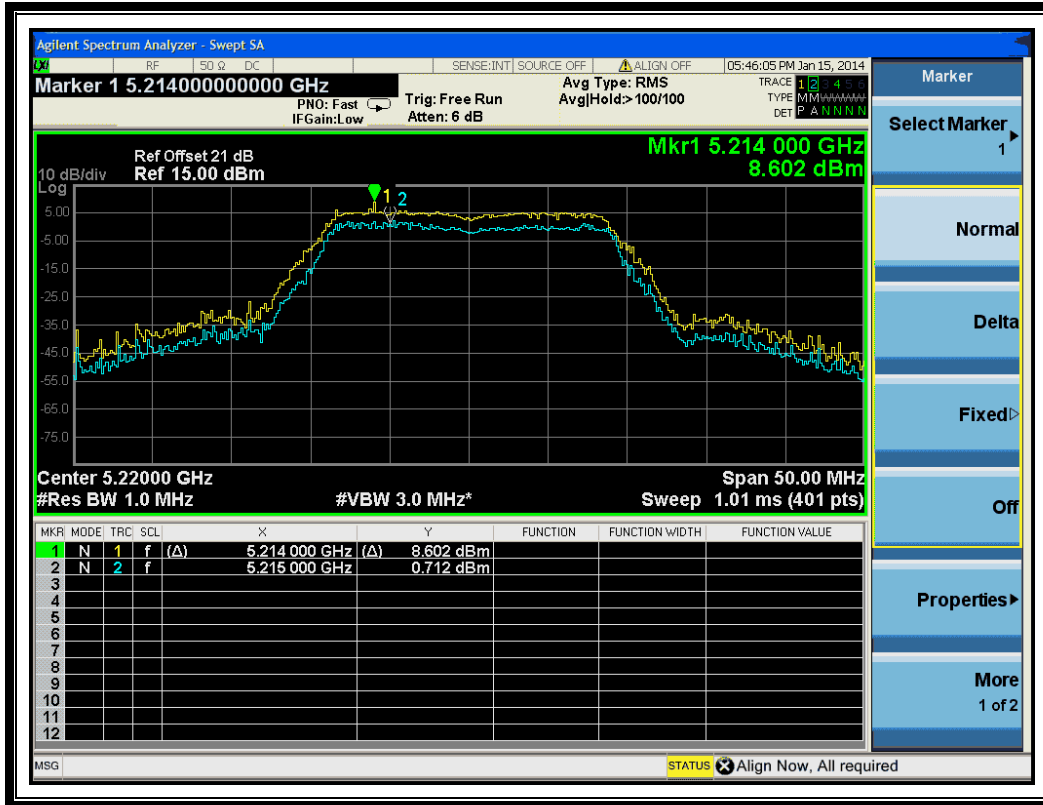 Agilent Spectrum Analyzer - Swept SA
LXI RF 50 Ω DC SENSE:INT SOURCE OFF ALIGN OFF 05:46:05 PM Jan 15, 2014
Marker 1 5.214000000000 GHz
PNO: Fast
IFGain:Low
Trig: Free Run
Atten: 6 dB
Avg Type: RMS
Avg|Hold:>100/100
TRACE 1 2 3 4 5 6
TYPE M M W W W W
DET P A N N N N
Mkr1 5.214 000 GHz
8.602 dBm
Ref Offset 21 dB
10 dB/div Ref 15.00 dBm
Log
1
2
5.00
-5.00
-15.0
-25.0
-35.0
-45.0
-55.0
-65.0
-75.0
Center 5.22000 GHz Span 50.00 MHz
#Res BW 1.0 MHz #VBW 3.0 MHz* Sweep 1.01 ms (401 pts)
MKR MODE TRC SCL X Y FUNCTION FUNCTION WIDTH FUNCTION VALUE
1 N 1 f (Δ) 5.214 000 GHz (Δ) 8.602 dBm
2 N 2 f 5.215 000 GHz 0.712 dBm
3
4
5
6
7
8
9
10
11
12
MSG STATUS Align Now, All required
Marker
Select Marker
1
Normal
Delta
Fixed
Off
Properties
More
1 of 2